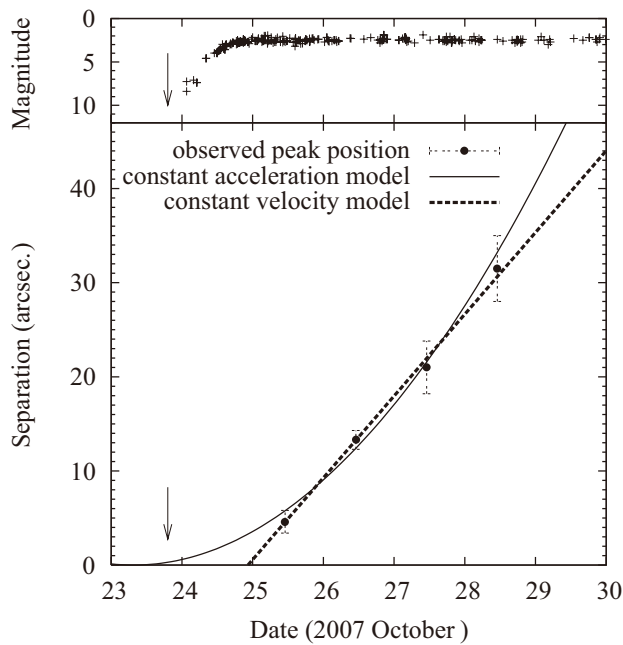 Magnitude
0
5
10
observed peak position
constant acceleration model
constant velocity model
Separation (arcsec.)
40
30
20
10
0
23 24 25 26 27 28 29 30
Date (2007 October )